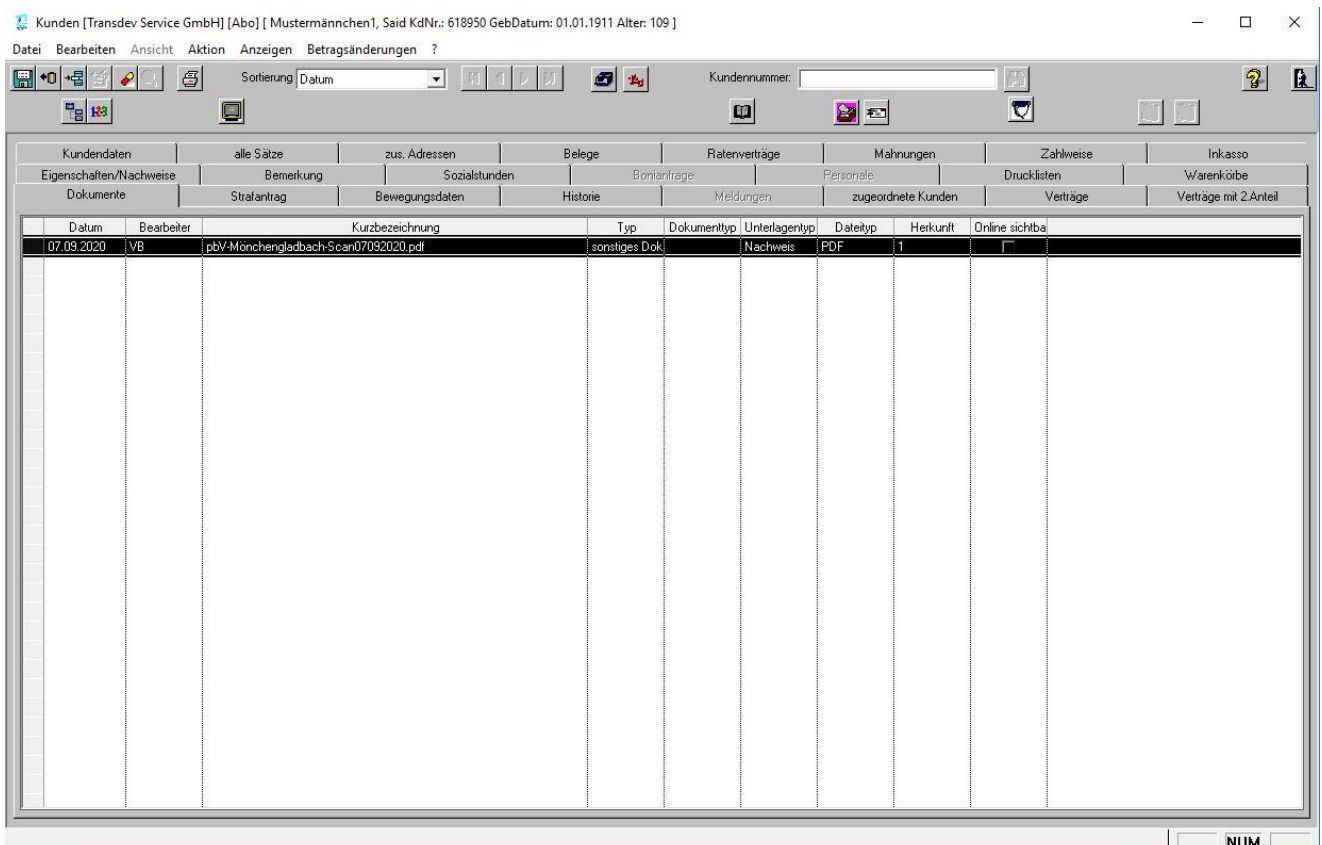 Kunden [Transdev Service GmbH] [Abo] [ Mustermännchen1, Said KdNr.: 618950 GebDatum: 01.01.1911 Alter: 109 ]
Datei Bearbeiten Ansicht Aktion Anzeigen Betragsänderungen ?
Sortierung Datum Kundennummer:
123
Kundendaten alle Sätze zus. Adressen Belege Ratenverträge Mahnungen Zahlweise Inkasso
Eigenschaften/Nachweise Bemerkung Sozialstunden Bonianfrage Personale Drucklisten Warenkörbe
Dokumente Strafantrag Bewegungsdaten Historie Meldungen zugeordnete Kunden Verträge Verträge mit 2.Anteil
Datum Bearbeiter Kurzbezeichnung Typ Dokumenttyp Unterlagentyp Dateityp Herkunft Online sichtba
07.09.2020 VB pbV-Mönchengladbach-Scan07092020.pdf sonstiges Dok Nachweis PDF 1
NUM